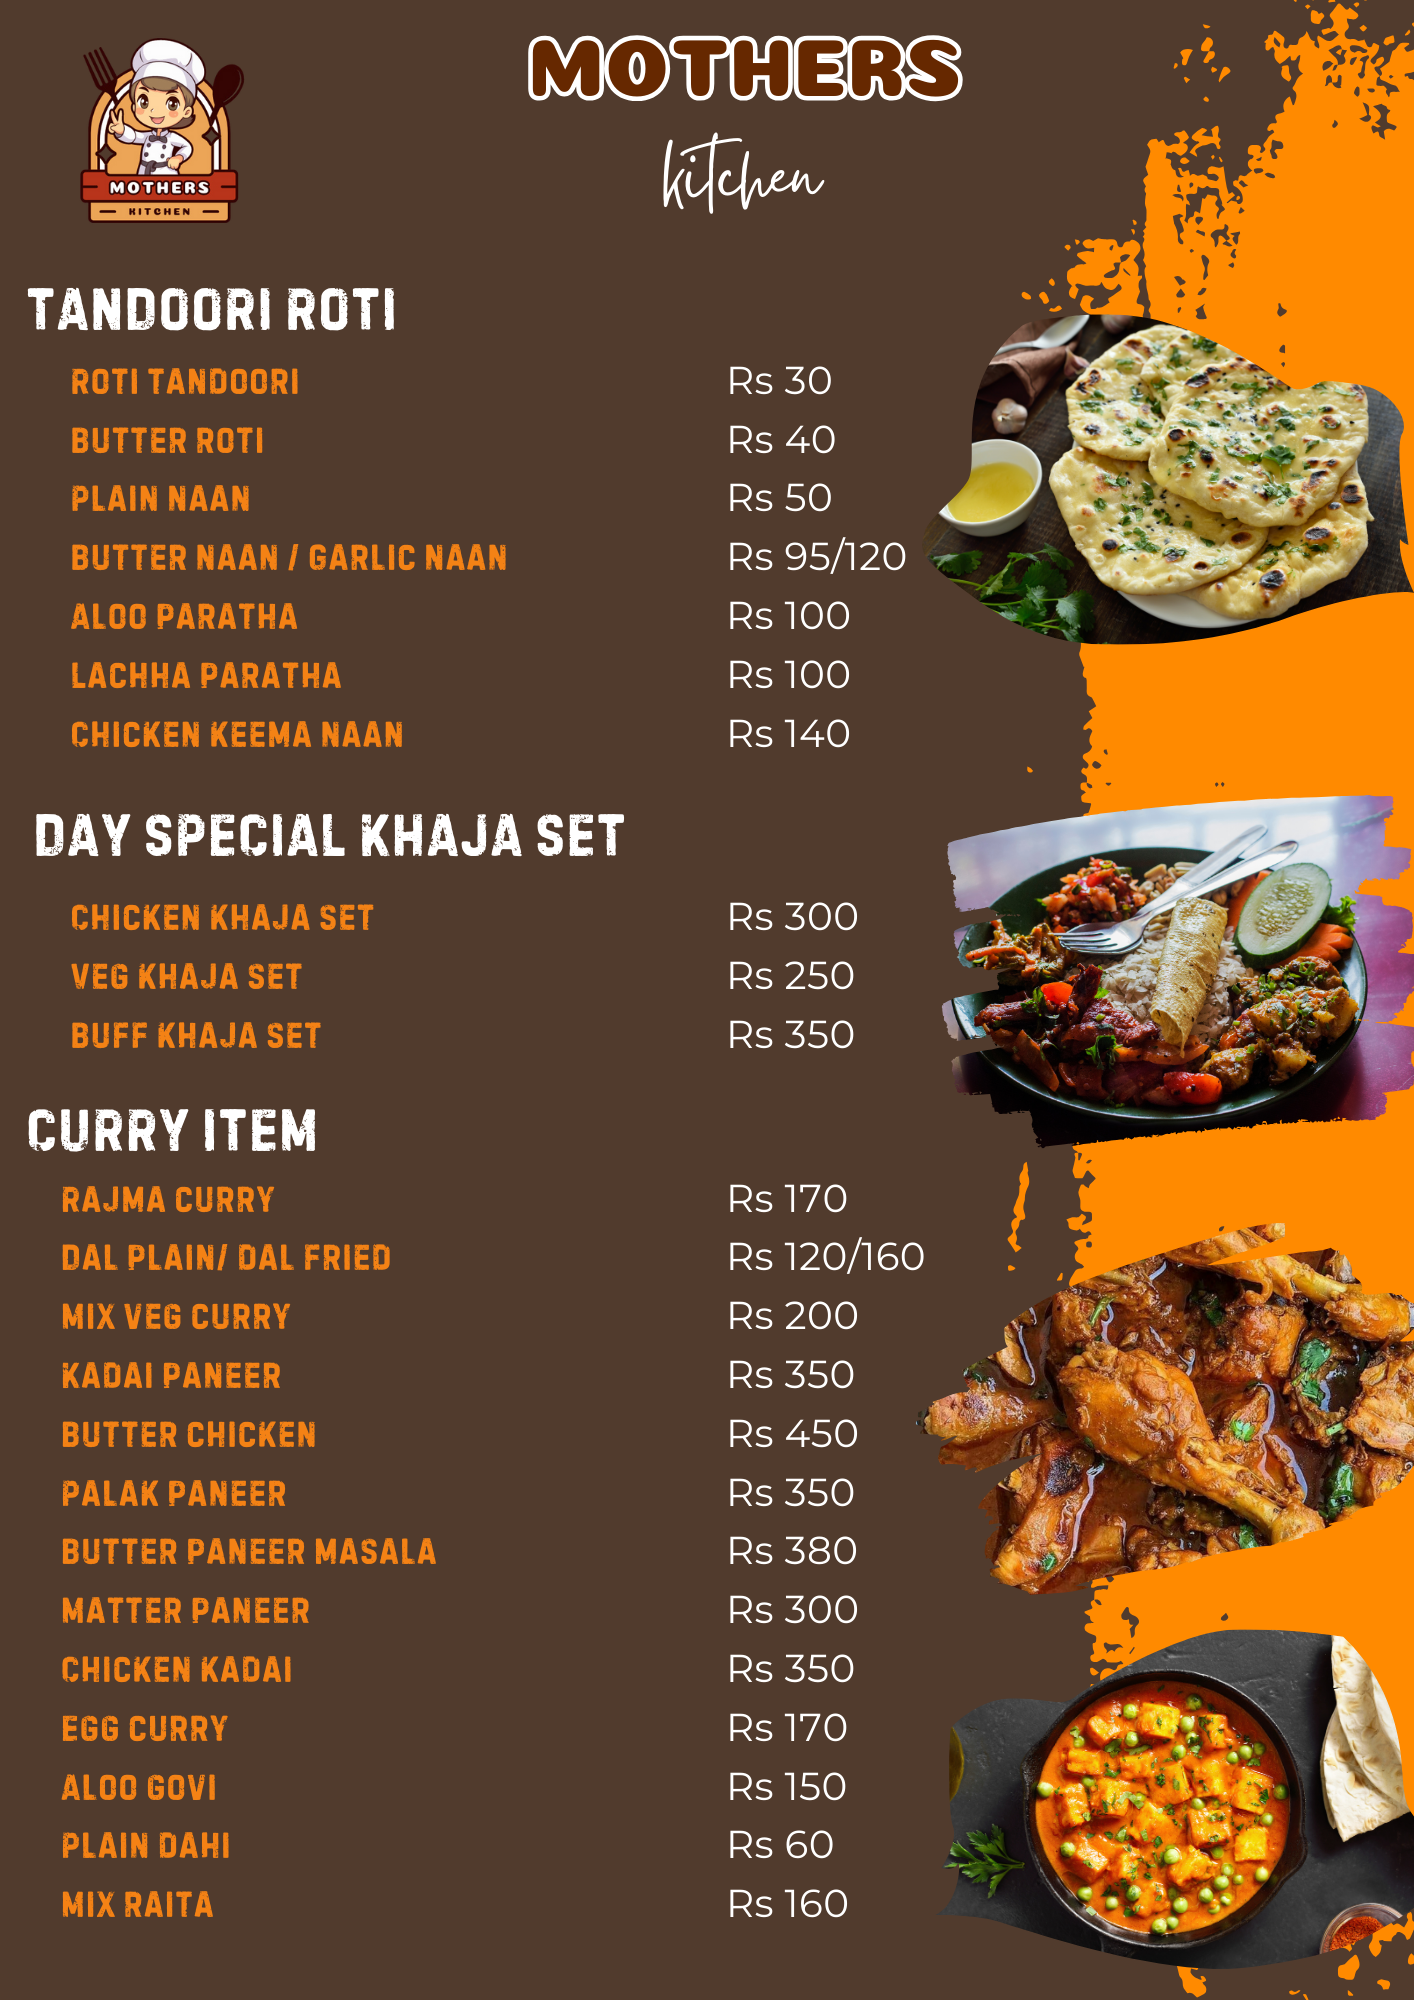 MOTHERS
kitchen
MOTHERS
KITCHEN
TANDOORI ROTI
ROTI TANDOORI Rs 30
BUTTER ROTI Rs 40
PLAIN NAAN Rs 50
BUTTER NAAN / GARLIC NAAN Rs 95/120
ALOO PARATHA Rs 100
LACHHA PARATHA Rs 100
CHICKEN KEEMA NAAN Rs 140
DAY SPECIAL KHAJA SET
CHICKEN KHAJA SET Rs 300
VEG KHAJA SET Rs 250
BUFF KHAJA SET Rs 350
CURRY ITEM
RAJMA CURRY Rs 170
DAL PLAIN/ DAL FRIED Rs 120/160
MIX VEG CURRY Rs 200
KADAI PANEER Rs 350
BUTTER CHICKEN Rs 450
PALAK PANEER Rs 350
BUTTER PANEER MASALA Rs 380
MATTER PANEER Rs 300
CHICKEN KADAI Rs 350
EGG CURRY Rs 170
ALOO GOVI Rs 150
PLAIN DAHI Rs 60
MIX RAITA Rs 160